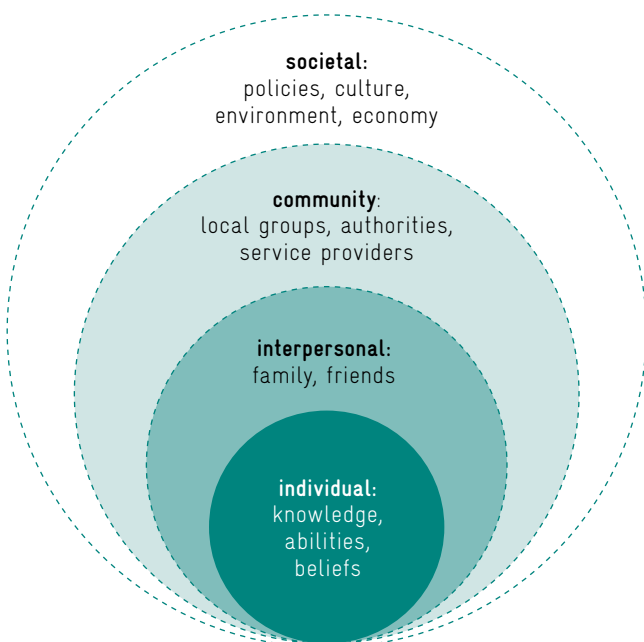 societal:
policies, culture,
environment, economy
community:
local groups, authorities,
service providers
interpersonal:
family, friends
individual:
knowledge,
abilities,
beliefs